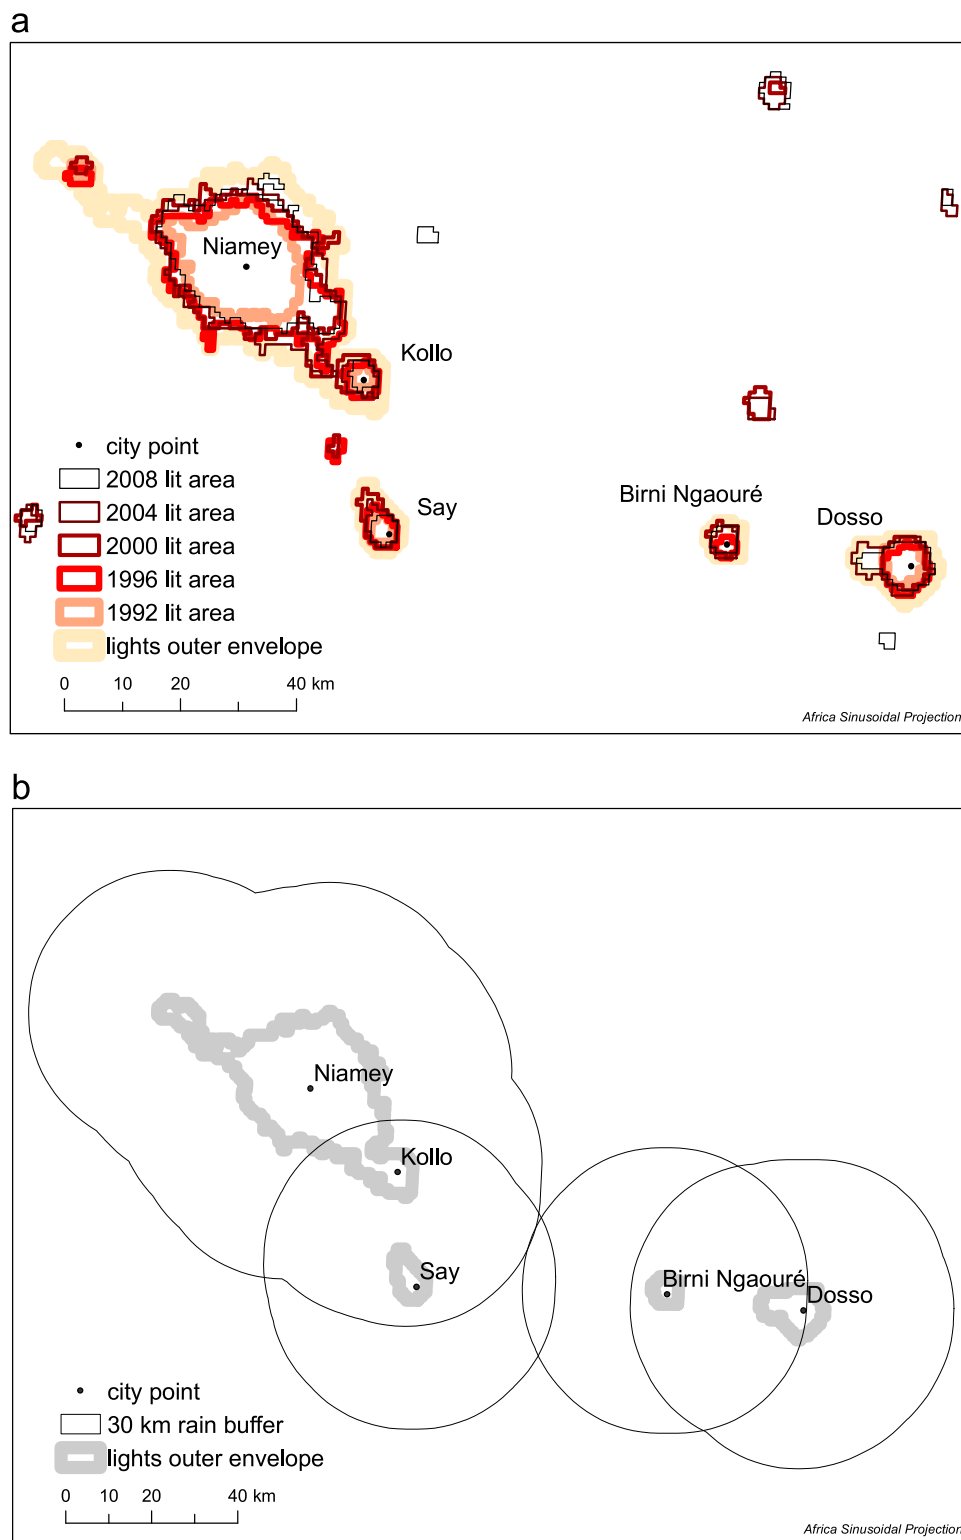 a
Niamey
Kollo
city point
2008 lit area
2004 lit area
2000 lit area
1996 lit area
1992 lit area
lights outer envelope
Say
Birni Ngaouré
Dosso
0 10 20 40 km
Africa Sinusoidal Projection
b
Niamey
Kollo
Say
Birni Ngaouré
Dosso
city point
30 km rain buffer
lights outer envelope
0 10 20 40 km
Africa Sinusoidal Projection